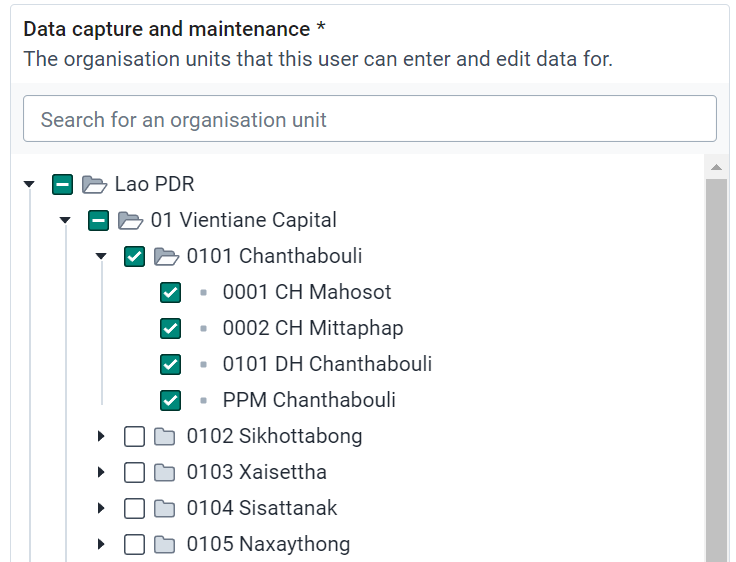 Data capture and maintenance *
The organisation units that this user can enter and edit data for.
Search for an organisation unit
Lao PDR
01 Vientiane Capital
0101 Chanthabouli
0001 CH Mahosot
0002 CH Mittaphap
0101 DH Chanthabouli
PPM Chanthabouli
0102 Sikhottabong
0103 Xaisettha
0104 Sisattanak
0105 Naxaythong